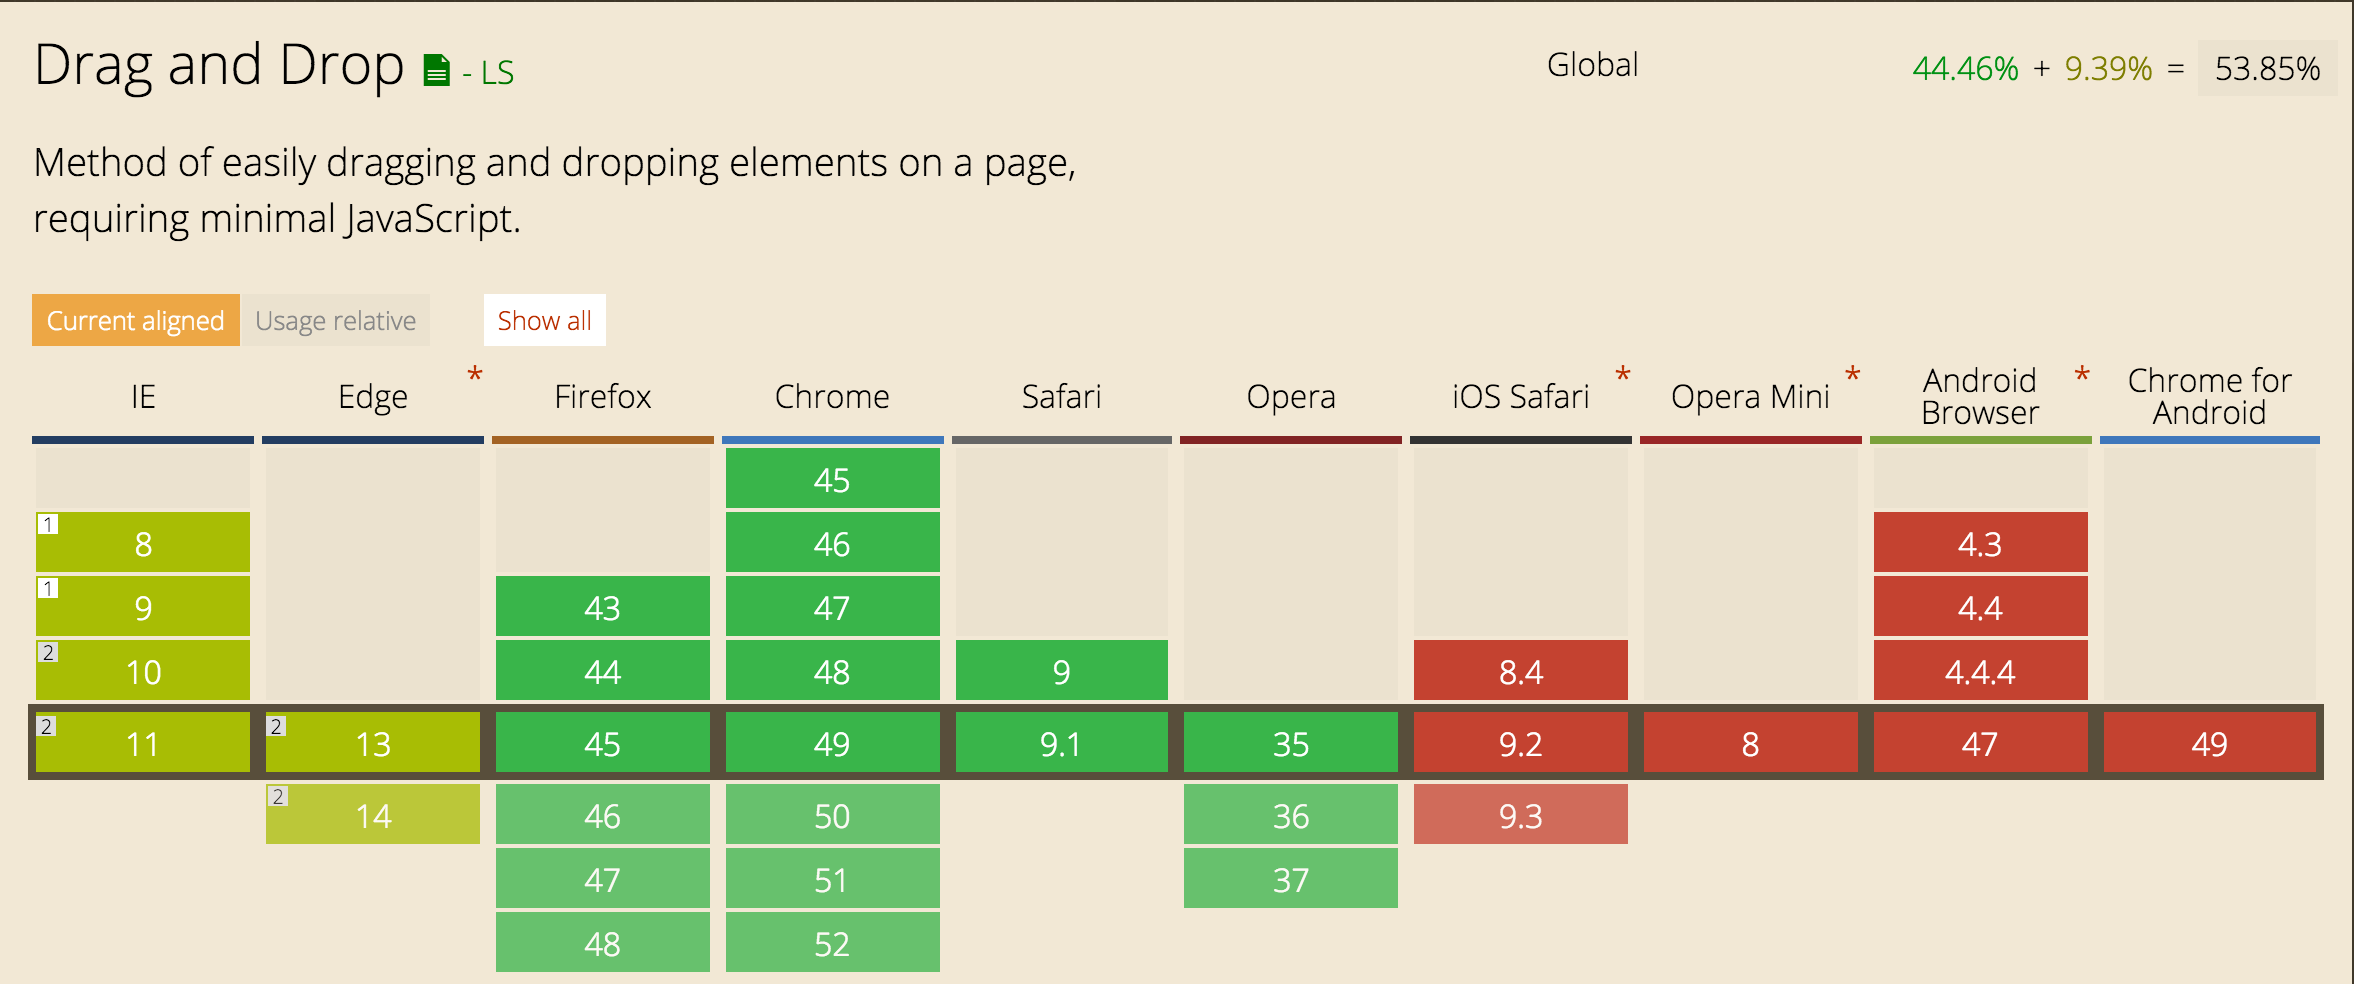 Drag and Drop - LS
Global
44.46% + 9.39% = 53.85%
Method of easily dragging and dropping elements on a page,
requiring minimal JavaScript.
Current aligned Usage relative Show all
IE Edge * Firefox Chrome Safari Opera iOS Safari * Opera Mini * Android Browser * Chrome for Android
45
1 8 46 4.3
1 9 43 47 4.4
2 10 44 48 9 8.4 4.4.4
2 11 2 13 45 49 9.1 35 9.2 8 47 49
2 14 46 50 36 9.3
47 51 37
48 52